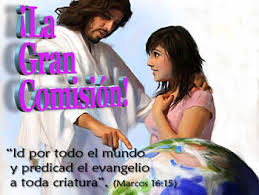 ¡La
Gran
Comisión!
“Id por todo el mundo
y predicad el evangelio
a toda criatura”. (Marcos 16:15)